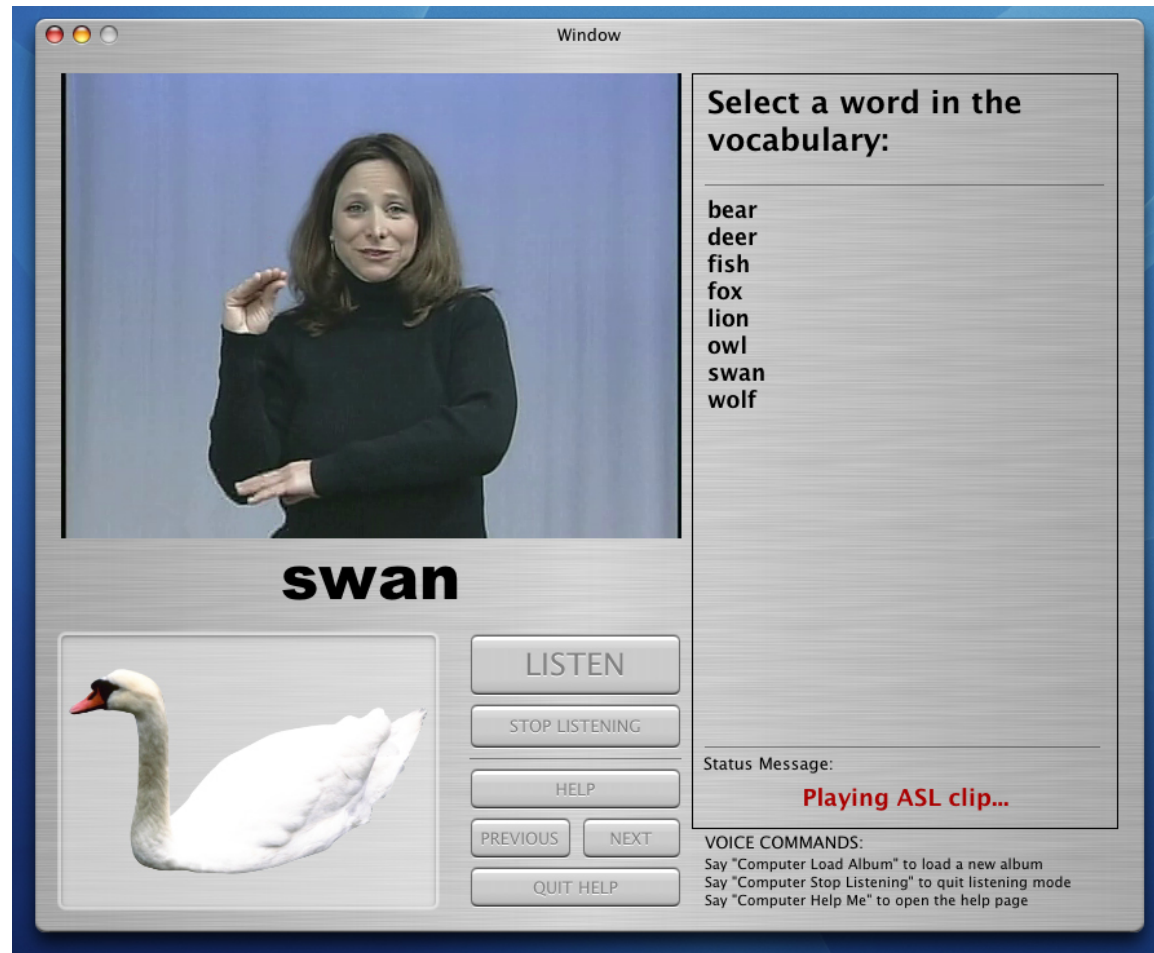 Window
Select a word in the
vocabulary:
bear
deer
fish
fox
lion
owl
swan
wolf
swan
LISTEN
STOP LISTENING
HELP
PREVIOUS
NEXT
QUIT HELP
Status Message:
Playing ASL clip...
VOICE COMMANDS:
Say "Computer Load Album" to load a new album
Say "Computer Stop Listening" to quit listening mode
Say "Computer Help Me" to open the help page